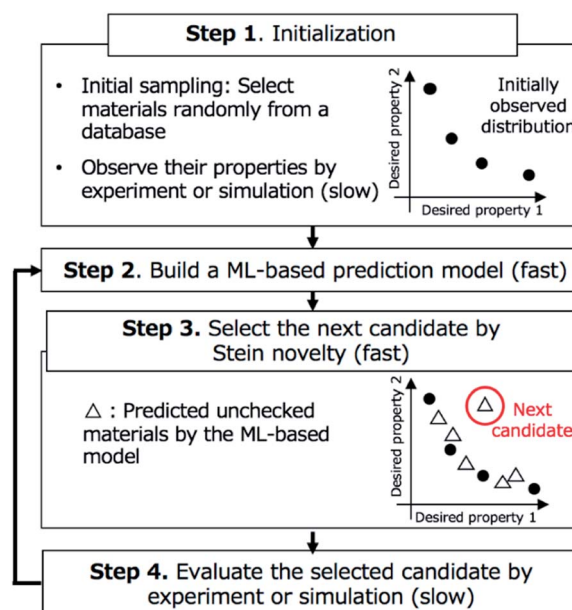 Step 1. Initialization
• Initial sampling: Select
materials randomly from a
database
• Observe their properties by
experiment or simulation (slow)
Desired property 2
Initially
observed
distribution
Desired property 1
Step 2. Build a ML-based prediction model (fast)
Step 3. Select the next candidate by
Stein novelty (fast)
△ : Predicted unchecked
materials by the ML-based
model
Desired property 2
Next
candidate
Desired property 1
Step 4. Evaluate the selected candidate by
experiment or simulation (slow)